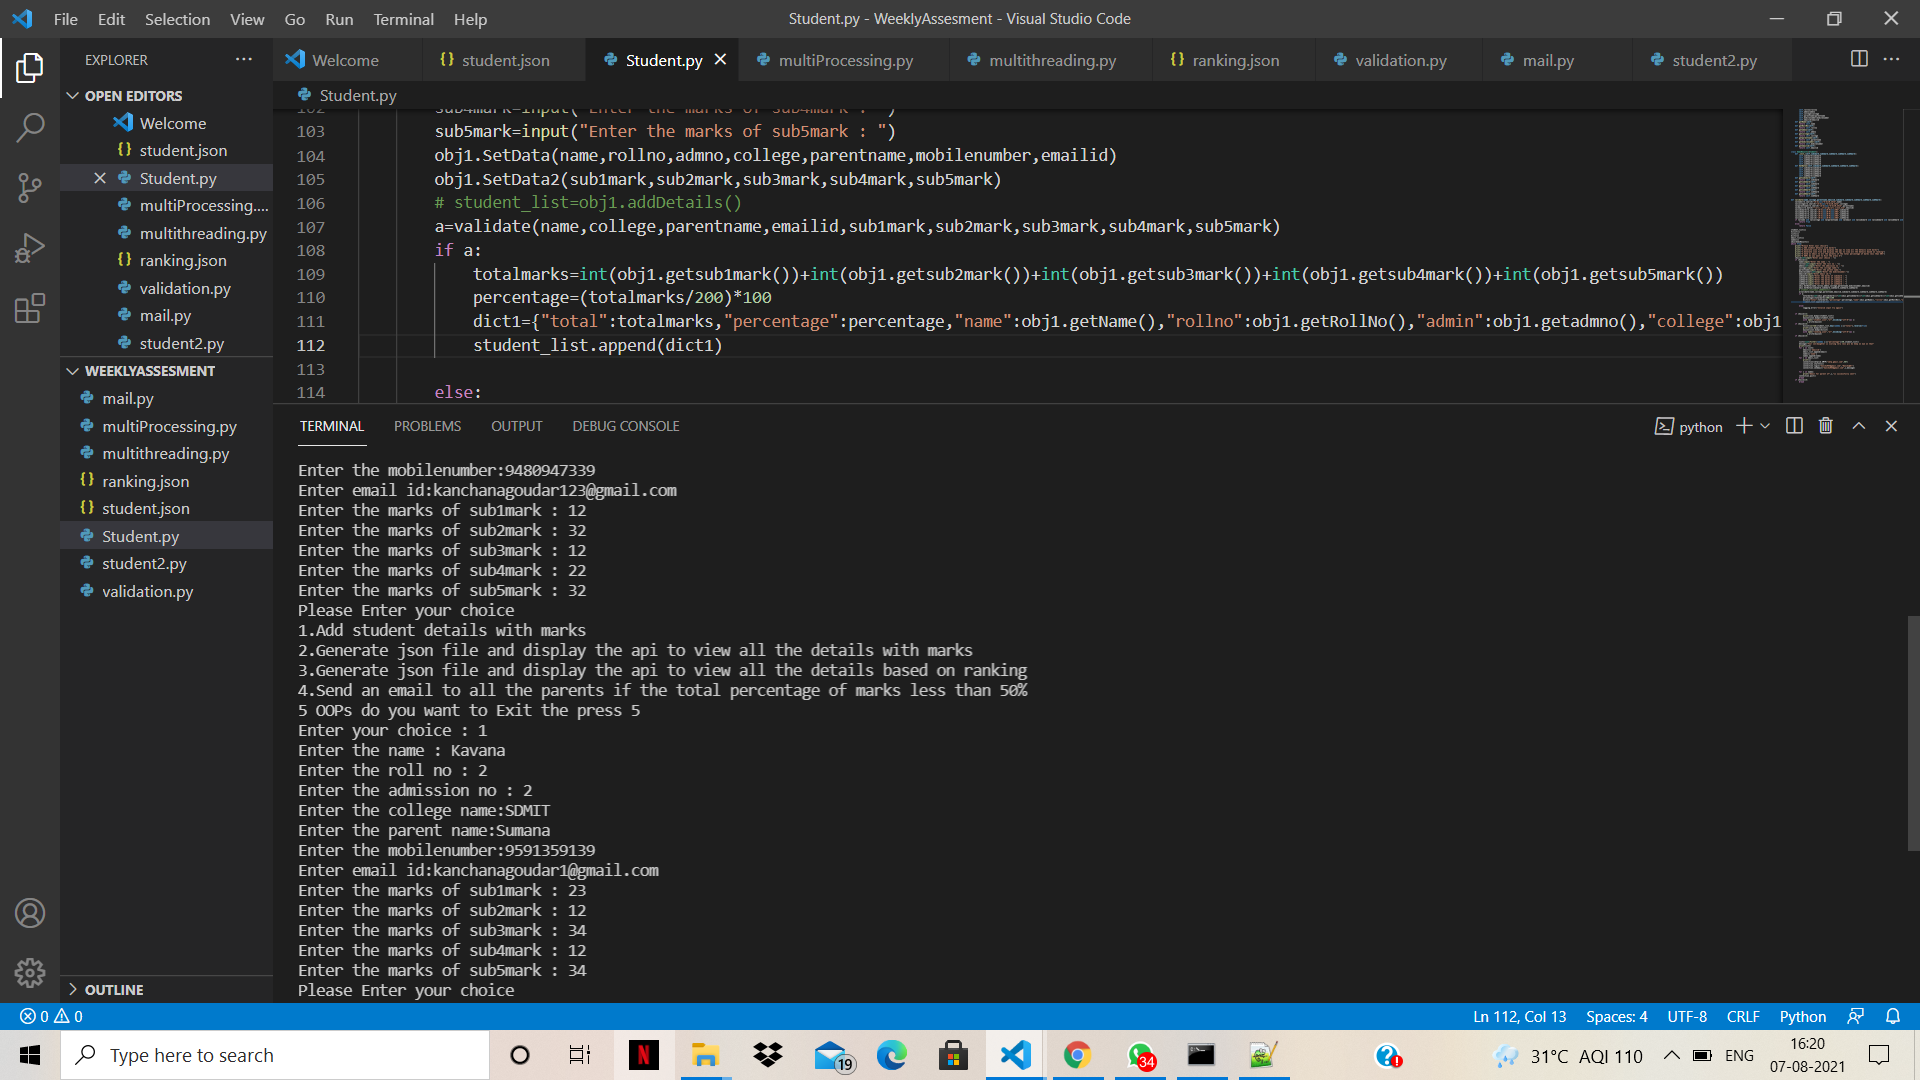 File Edit Selection View Go Run Terminal Help
Student.py - WeeklyAssesment - Visual Studio Code
EXPLORER
OPEN EDITORS
Welcome
student.json
Student.py
multiProcessing....
multithreading.py
ranking.json
validation.py
mail.py
student2.py
WEEKLYASSESMENT
mail.py
multiProcessing.py
multithreading.py
ranking.json
student.json
Student.py
student2.py
validation.py
OUTLINE
Welcome student.json Student.py multiProcessing.py multithreading.py ranking.json validation.py mail.py student2.py
Student.py
102 sub4mark=input("Enter the marks of sub4mark : ")
103 sub5mark=input("Enter the marks of sub5mark : ")
104 obj1.SetData(name,rollno,admno,college,parentname,mobilenumber,emailid)
105 obj1.SetData2(sub1mark,sub2mark,sub3mark,sub4mark,sub5mark)
106 # student_list=obj1.addDetails()
107 a=validate(name,college,parentname,emailid,sub1mark,sub2mark,sub3mark,sub4mark,sub5mark)
108 if a:
109 totalmarks=int(obj1.getsub1mark())+int(obj1.getsub2mark())+int(obj1.getsub3mark())+int(obj1.getsub4mark())+int(obj1.getsub5mark())
110 percentage=(totalmarks/200)*100
111 dict1={"total":totalmarks,"percentage":percentage,"name":obj1.getName(),"rollno":obj1.getRollNo(),"admin":obj1.getadmno(),"college":obj1
112 student_list.append(dict1)
113
114 else:
TERMINAL PROBLEMS OUTPUT DEBUG CONSOLE
python
Enter the mobilenumber:9480947339
Enter email id:kanchanagoudar123@gmail.com
Enter the marks of sub1mark : 12
Enter the marks of sub2mark : 32
Enter the marks of sub3mark : 12
Enter the marks of sub4mark : 22
Enter the marks of sub5mark : 32
Please Enter your choice
1.Add student details with marks
2.Generate json file and display the api to view all the details with marks
3.Generate json file and display the api to view all the details based on ranking
4.Send an email to all the parents if the total percentage of marks less than 50%
5 OOPs do you want to Exit the press 5
Enter your choice : 1
Enter the name : Kavana
Enter the roll no : 2
Enter the admission no : 2
Enter the college name:SDMIT
Enter the parent name:Sumana
Enter the mobilenumber:9591359139
Enter email id:kanchanagoudar1@gmail.com
Enter the marks of sub1mark : 23
Enter the marks of sub2mark : 12
Enter the marks of sub3mark : 34
Enter the marks of sub4mark : 12
Enter the marks of sub5mark : 34
Please Enter your choice
0 0
Ln 112, Col 13 Spaces: 4 UTF-8 CRLF Python
Type here to search
N
19
34
31°C AQI 110
ENG
16:20
07-08-2021